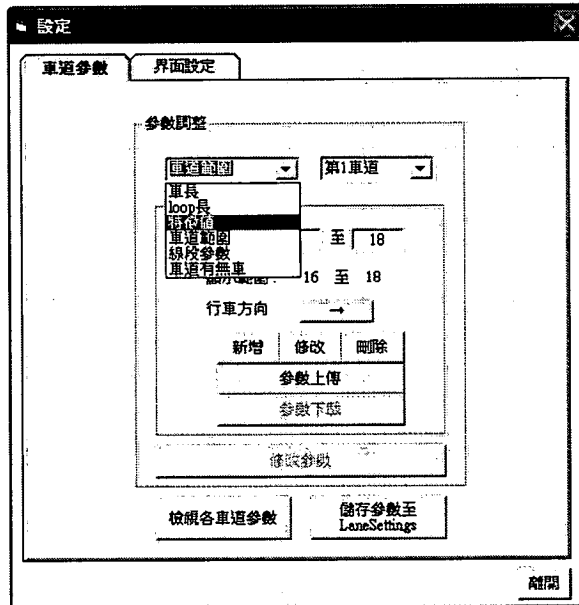 設定
車道參數 界面設定
參數調整
車道範圍 第1車道
車長
loop長
特徵值
車道範圍
線段參數
車道有無車
至 18
16 至 18
行車方向 →
新增 修改 刪除
參數上傳
參數下載
修改參數
檢視各車道參數
儲存參數至
LaneSettings
離開